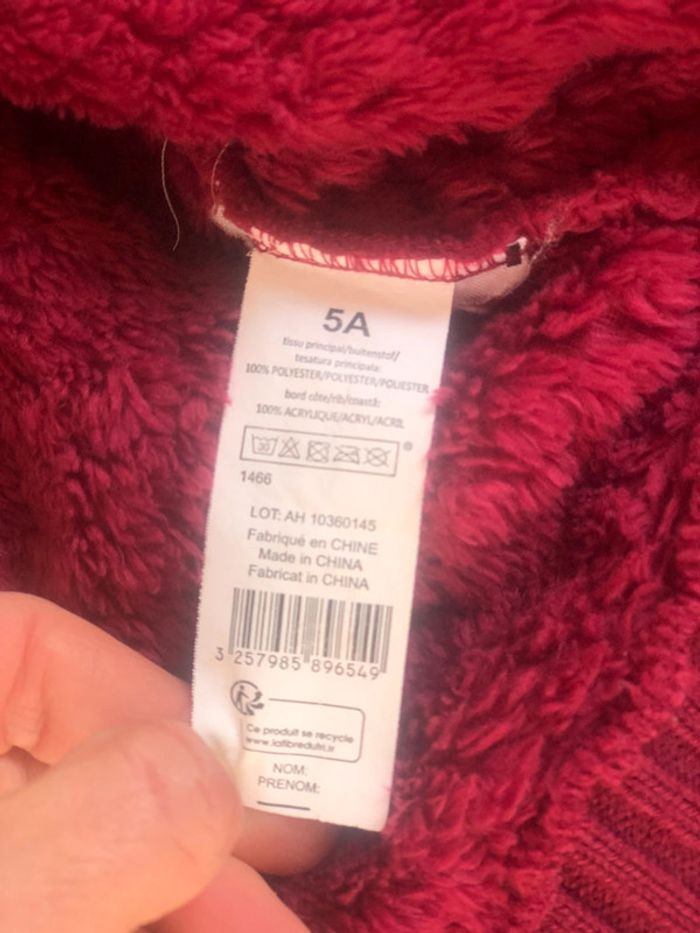 5A
tissu principal/buitenstof/
tesatura principala:
100% POLYESTER/POLYESTER/POLIESTER
bord côte/rib/coastă:
100% ACRYLIQUE/ACRYL/ACRIL
30
1466
LOT: AH 10360145
Fabriqué en CHINE
Made in CHINA
Fabricat in CHINA
3 257985 896549
Ce produit se recycle
www.lafibredutri.fr
NOM:
PRENOM: